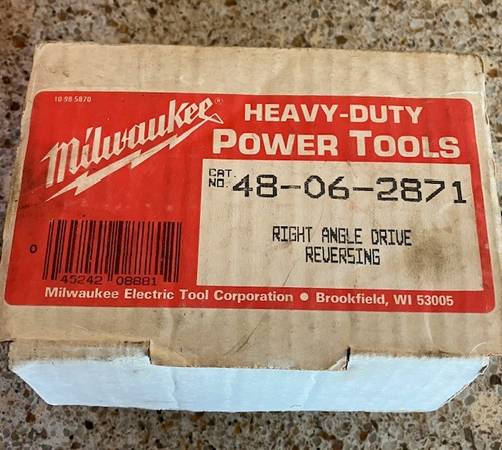 10 98 5870
Milwaukee®
HEAVY-DUTY
POWER TOOLS
CAT.
NO. 48-06-2871
RIGHT ANGLE DRIVE
REVERSING
0 45242 08881
Milwaukee Electric Tool Corporation ● Brookfield, WI 53005